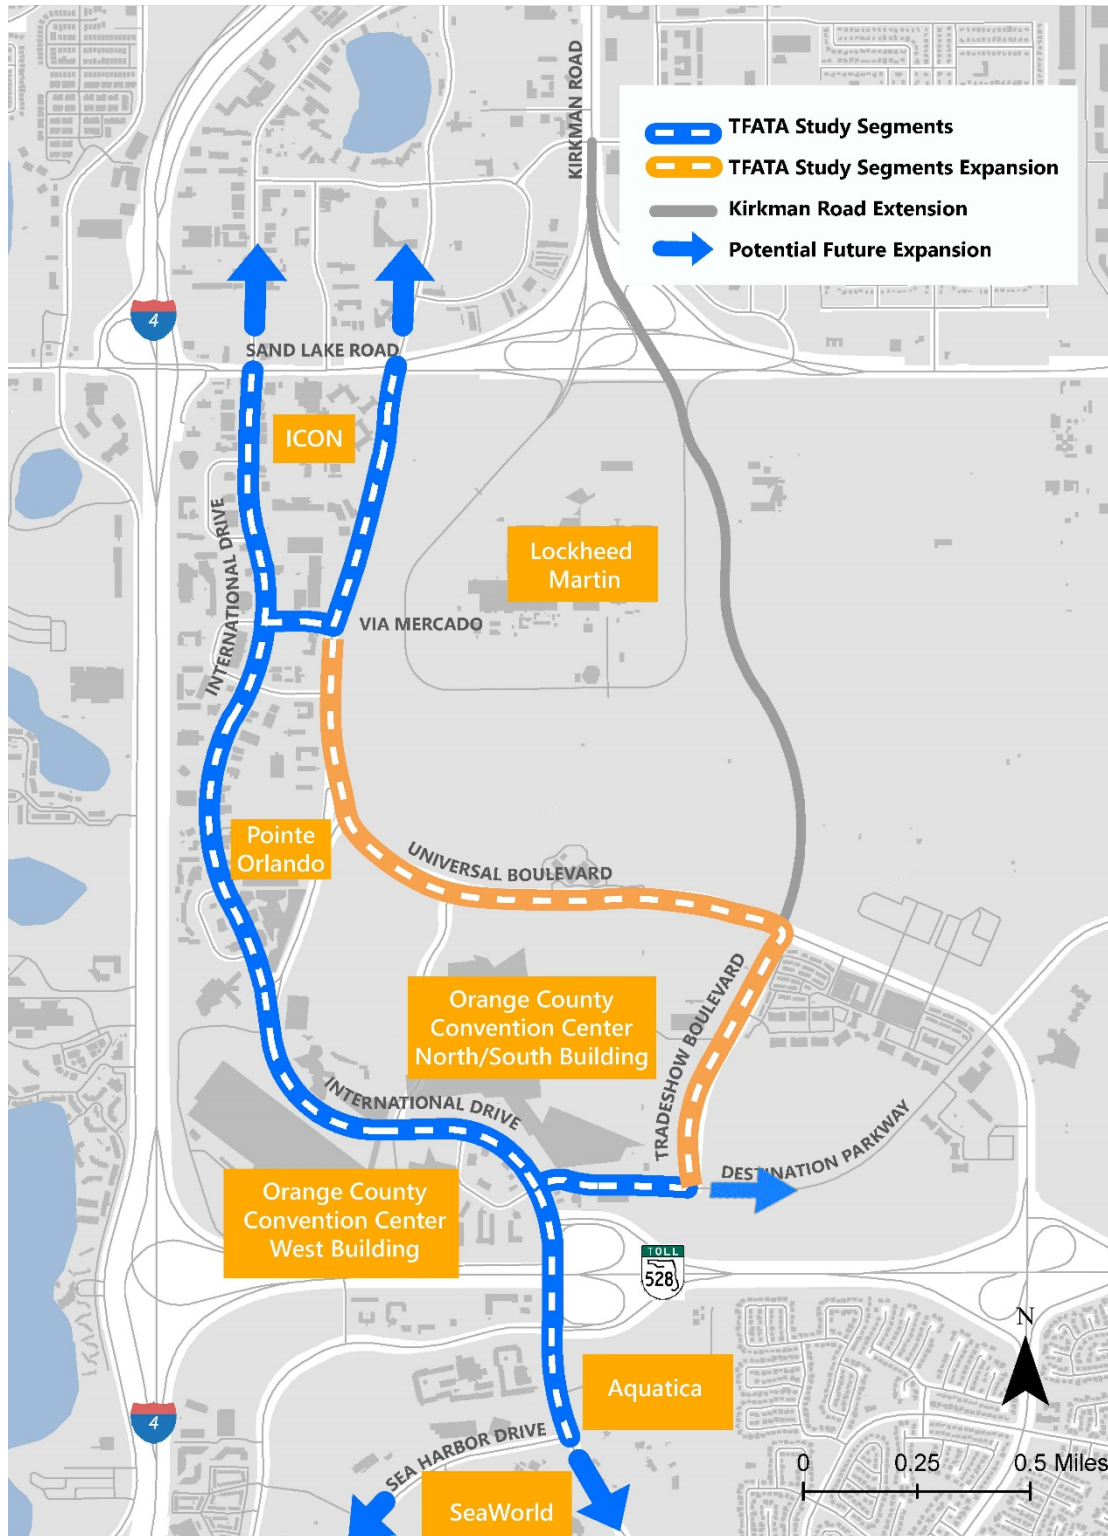 KIRKMAN ROAD
TFATA Study Segments
TFATA Study Segments Expansion
Kirkman Road Extension
Potential Future Expansion
4
SAND LAKE ROAD
ICON
INTERNATIONAL DRIVE
Lockheed
Martin
VIA MERCADO
Pointe
Orlando
UNIVERSAL BOULEVARD
TRADESHOW BOULEVARD
Orange County
Convention Center
North/South Building
INTERNATIONAL DRIVE
DESTINATION PARKWAY
Orange County
Convention Center
West Building
TOLL
528
N
Aquatica
4
SEA HARBOR DRIVE
0 0.25 0.5 Miles
SeaWorld